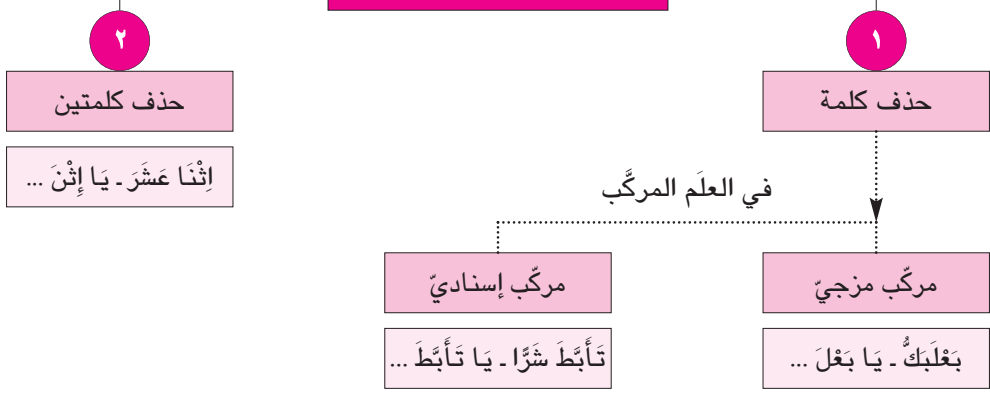 ١
حذف كلمة
في العلَم المركَّب
مركّب مزجيّ
بَعْلَبَكُّ ـ يَا بَعْلَ ...
مركّب إسناديّ
تَأَبَّطَ شَرًّا ـ يَا تَأَبَّطَ ...
٢
حذف كلمتين
اِثْنَا عَشَرَ ـ يَا إِثْنَ ...